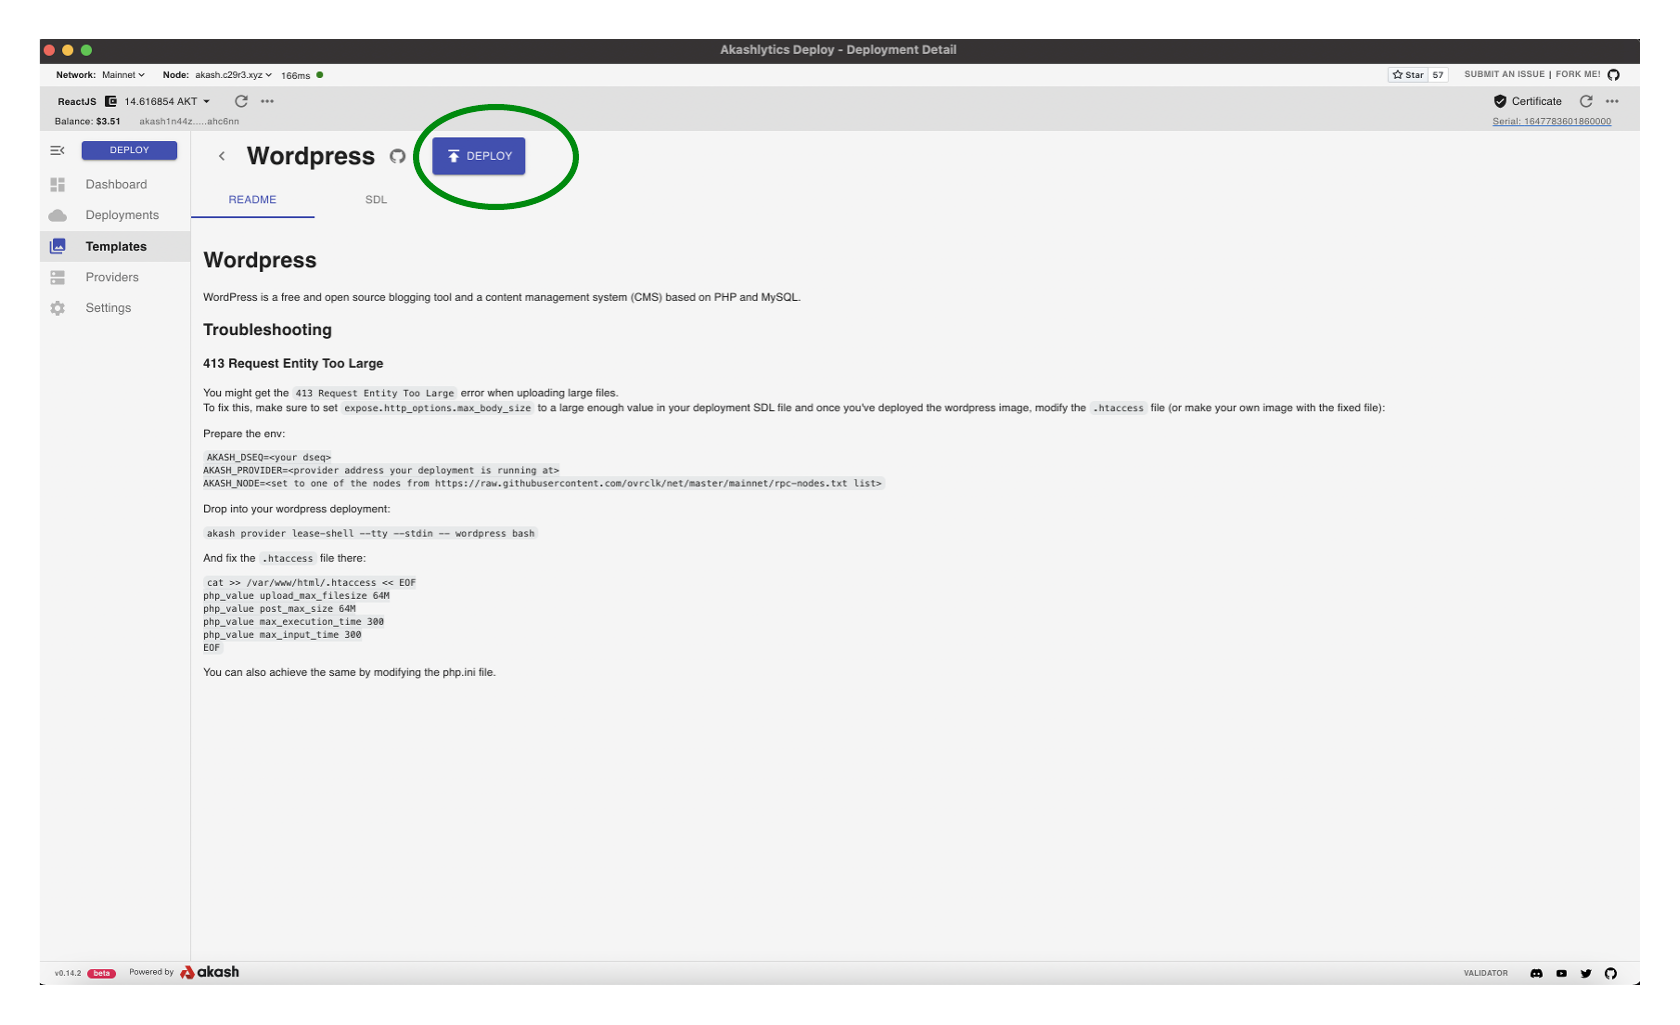 Akashlytics Deploy - Deployment Detail
Network: Mainnet Node: akash.c29r3.xyz 166ms
Star 57 SUBMIT AN ISSUE | FORK ME!
ReactJS 14.616854 AKT
Certificate
Balance: $3.51 akash1n44z.....ahc6nn
Serial: 1647783601860000
DEPLOY
Dashboard
Deployments
Templates
Providers
Settings
Wordpress
DEPLOY
README SDL
Wordpress
WordPress is a free and open source blogging tool and a content management system (CMS) based on PHP and MySQL.
Troubleshooting
413 Request Entity Too Large
You might get the 413 Request Entity Too Large error when uploading large files.
To fix this, make sure to set expose.http_options.max_body_size to a large enough value in your deployment SDL file and once you've deployed the wordpress image, modify the .htaccess file (or make your own image with the fixed file):
Prepare the env:
AKASH_DSEQ=<your dseq>
AKASH_PROVIDER=<provider address your deployment is running at>
AKASH_NODE=<set to one of the nodes from https://raw.githubusercontent.com/ovrclk/net/master/mainnet/rpc-nodes.txt list>
Drop into your wordpress deployment:
akash provider lease-shell --tty --stdin -- wordpress bash
And fix the .htaccess file there:
cat >> /var/www/html/.htaccess << EOF
php_value upload_max_filesize 64M
php_value post_max_size 64M
php_value max_execution_time 300
php_value max_input_time 300
EOF
You can also achieve the same by modifying the php.ini file.
v0.14.2 beta Powered by akash
VALIDATOR